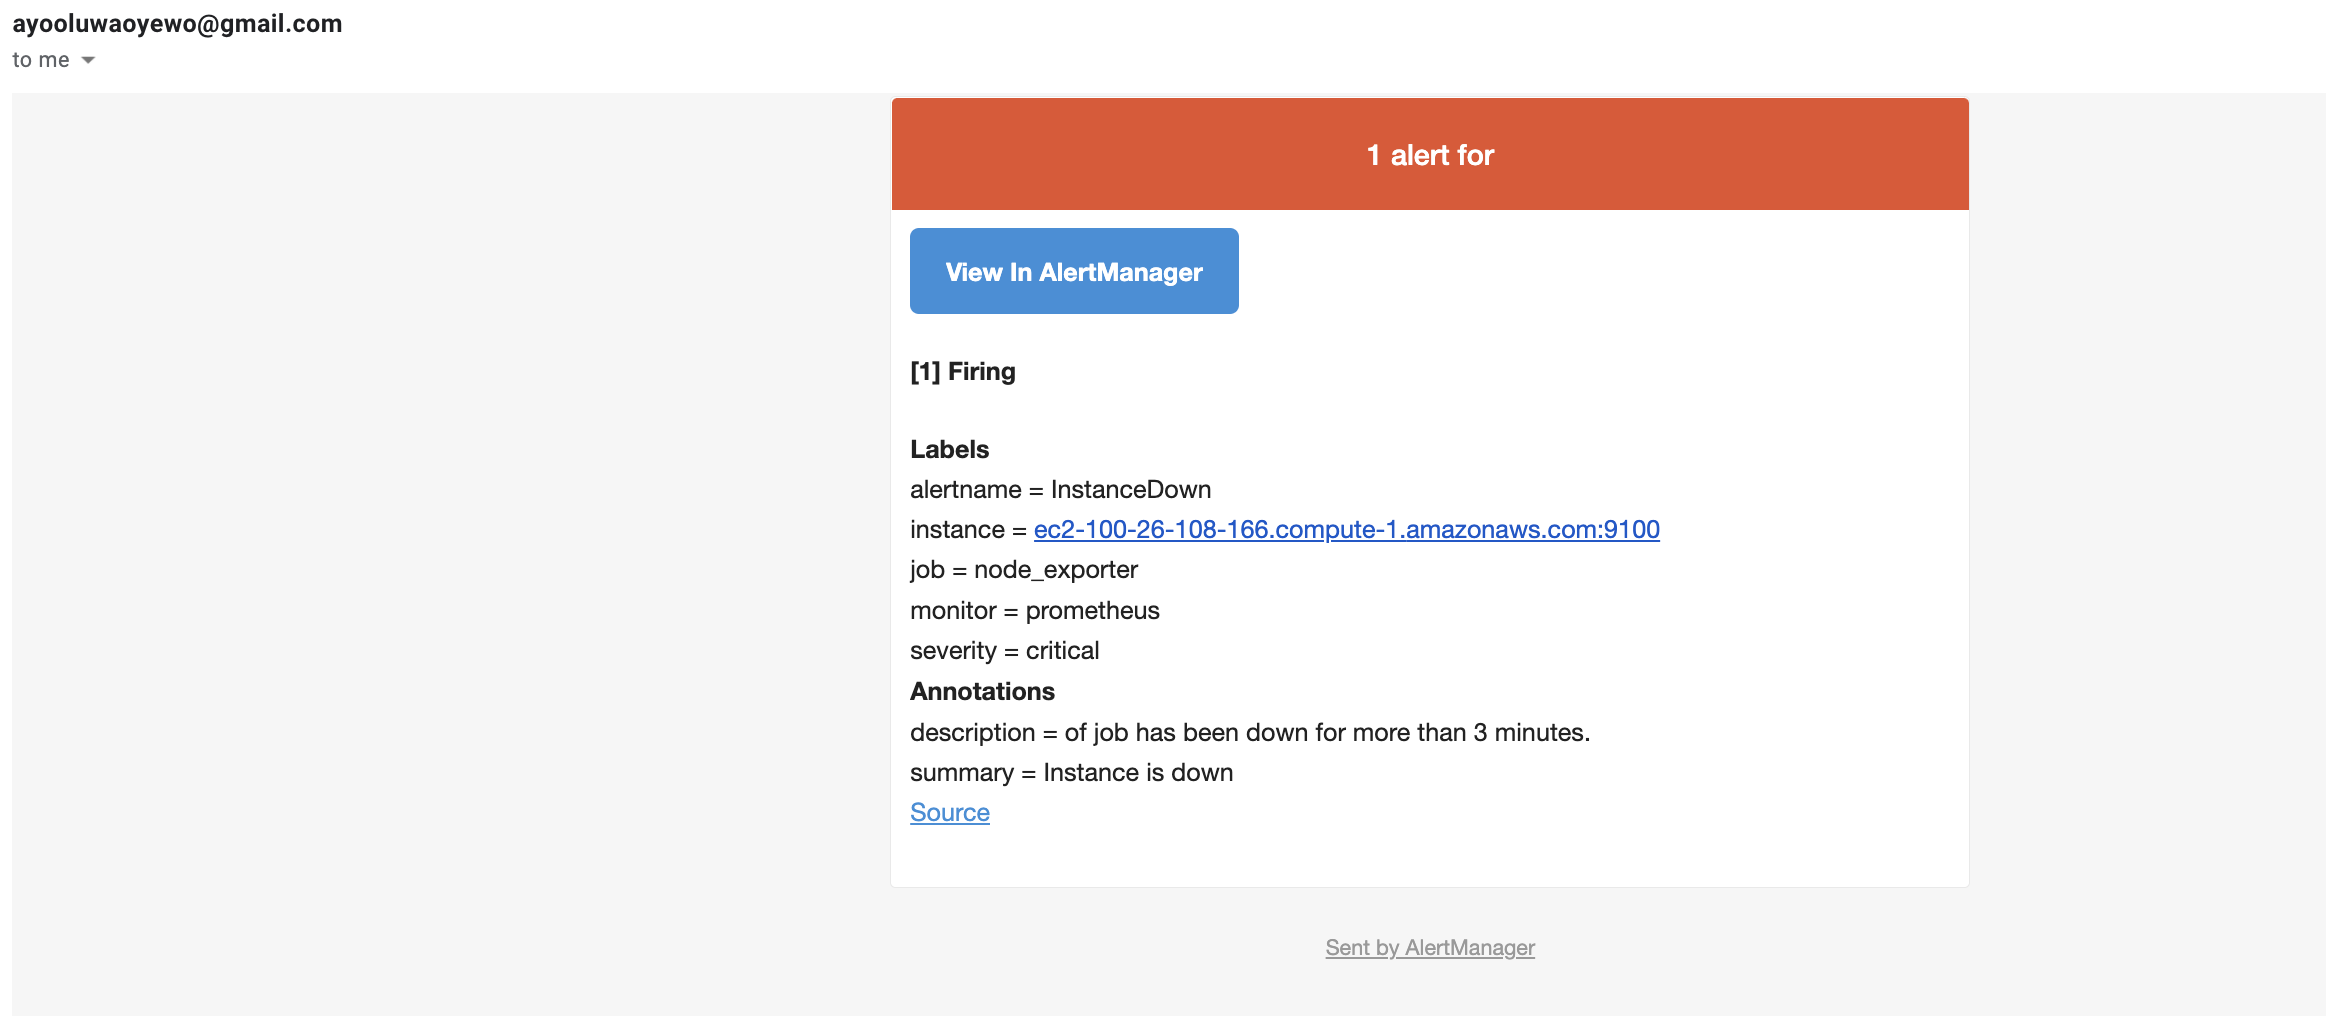 ayooluwaoyewo@gmail.com
to me
1 alert for
View In AlertManager
[1] Firing
Labels
alertname = InstanceDown
instance = ec2-100-26-108-166.compute-1.amazonaws.com:9100
job = node_exporter
monitor = prometheus
severity = critical
Annotations
description = of job has been down for more than 3 minutes.
summary = Instance is down
Source
Sent by AlertManager